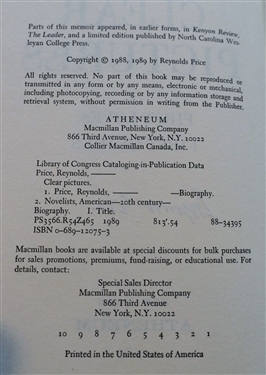 Parts of this memoir appeared, in earlier forms, in Kenyon Review,
The Leader, and a limited edition published by North Carolina Wes-
leyan College Press.
Copyright © 1988, 1989 by Reynolds Price
All rights reserved. No part of this book may be reproduced or
transmitted in any form or by any means, electronic or mechanical,
including photocopying, recording or by any information storage and
retrieval system, without permission in writing from the Publisher.
ATHENEUM
Macmillan Publishing Company
866 Third Avenue, New York, N.Y. 10022
Collier Macmillan Canada, Inc.
Library of Congress Cataloging-in-Publication Data
Price, Reynolds, ———
Clear pictures.
1. Price, Reynolds, ——— —Biography.
2. Novelists, American—20th century—
Biography. I. Title.
PS3566.R54Z465 1989 813'.54 88-34395
ISBN 0-689-12075-3
Macmillan books are available at special discounts for bulk purchases
for sales promotions, premiums, fund-raising, or educational use. For
details, contact:
Special Sales Director
Macmillan Publishing Company
866 Third Avenue
New York, N.Y. 10022
10 9 8 7 6 5 4 3 2 1
Printed in the United States of America